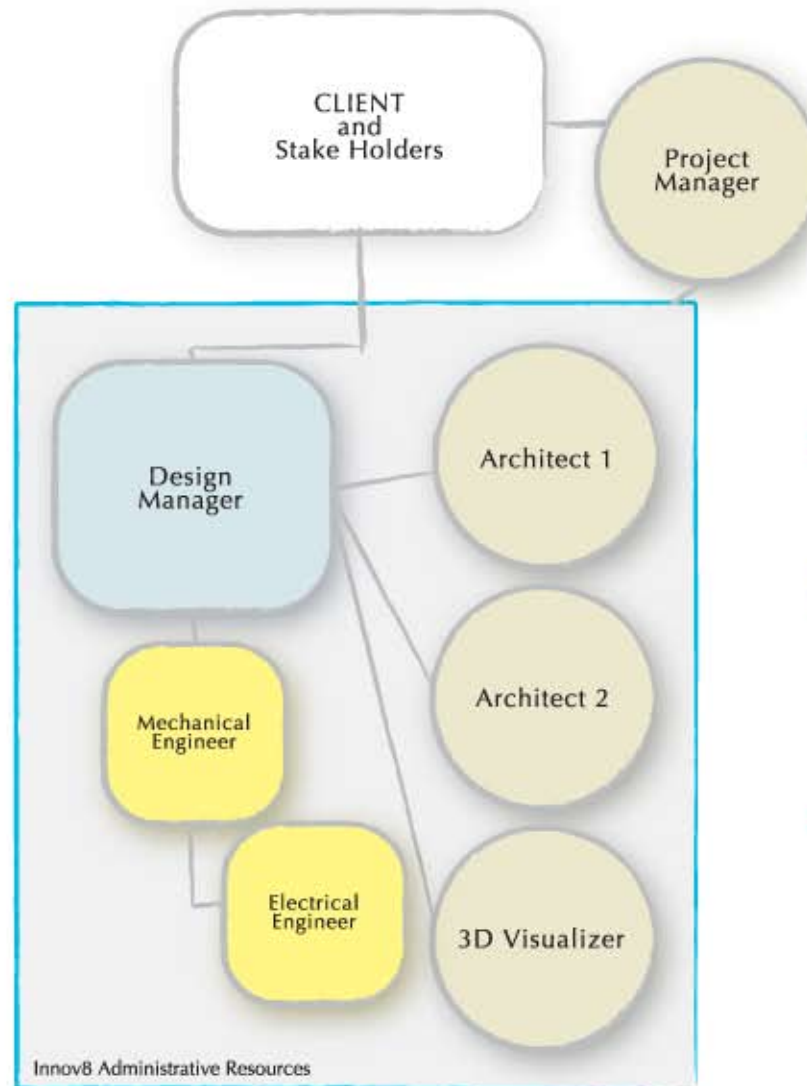 CLIENT
and
Stake Holders
Project
Manager
Design
Manager
Architect 1
Mechanical
Engineer
Architect 2
Electrical
Engineer
3D Visualizer
Innov8 Administrative Resources